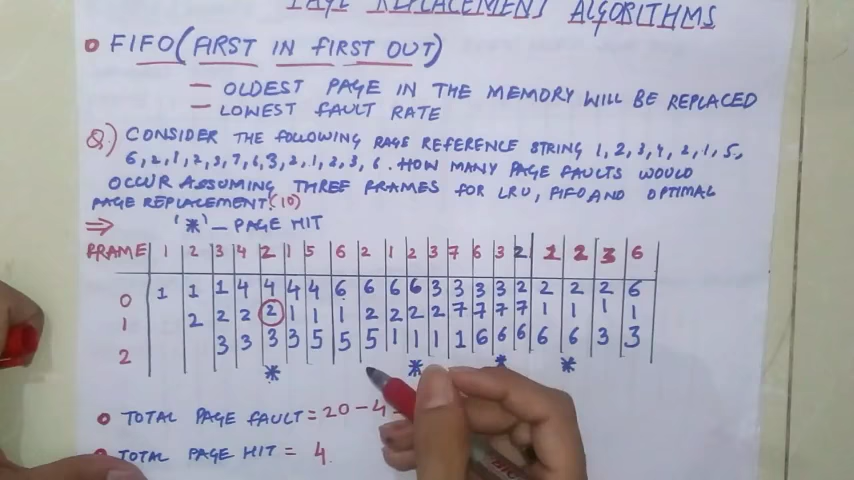 PAGE REPLACEMENT ALGORITHMS
• FIFO(FIRST IN FIRST OUT)
— OLDEST PAGE IN THE MEMORY WILL BE REPLACED
— LOWEST FAULT RATE
Q.) CONSIDER THE FOLLOWING PAGE REFERENCE STRING 1, 2, 3, 4, 2, 1, 5,
6, 2, 1, 2, 3, 7, 6, 3, 2, 1, 2, 3, 6. HOW MANY PAGE FAULTS WOULD
OCCUR ASSUMING THREE FRAMES FOR LRU, FIFO AND OPTIMAL
PAGE REPLACEMENT. (10)
⇒ '*' — PAGE HIT
FRAME 1 2 3 4 2 1 5 6 2 1 2 3 7 6 3 2 1 2 3 6
0 1 1 1 4 4 4 4 6 6 6 6 3 3 3 3 2 2 2 2 6
1 2 2 2 2 1 1 1 2 2 2 2 7 7 7 7 1 1 1 1
2 3 3 3 3 5 5 5 1 1 1 1 6 6 6 6 6 3 3
* * * *
• TOTAL PAGE FAULT = 20 - 4
• TOTAL PAGE HIT = 4.